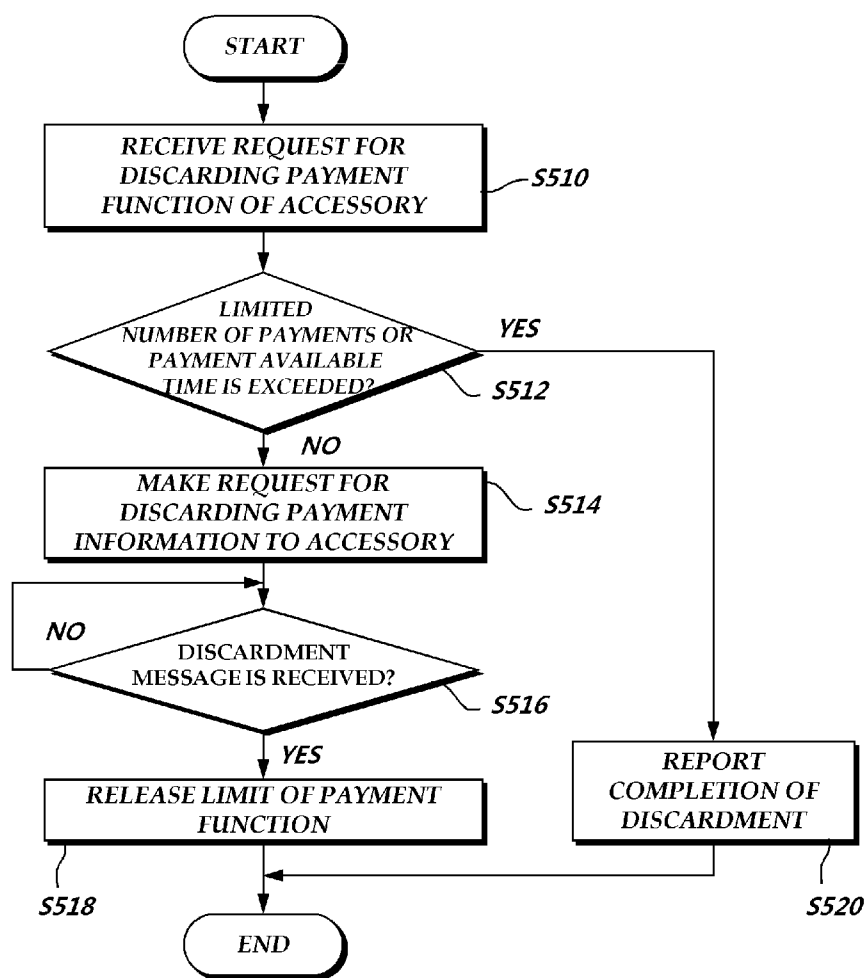 START
RECEIVE REQUEST FOR
DISCARDING PAYMENT
FUNCTION OF ACCESSORY
S510
LIMITED
NUMBER OF PAYMENTS OR
PAYMENT AVAILABLE
TIME IS EXCEEDED?
YES
S512
NO
MAKE REQUEST FOR
DISCARDING PAYMENT
INFORMATION TO ACCESSORY
S514
NO
DISCARDMENT
MESSAGE IS RECEIVED?
S516
YES
RELEASE LIMIT OF PAYMENT
FUNCTION
S518
REPORT
COMPLETION OF
DISCARDMENT
S520
END